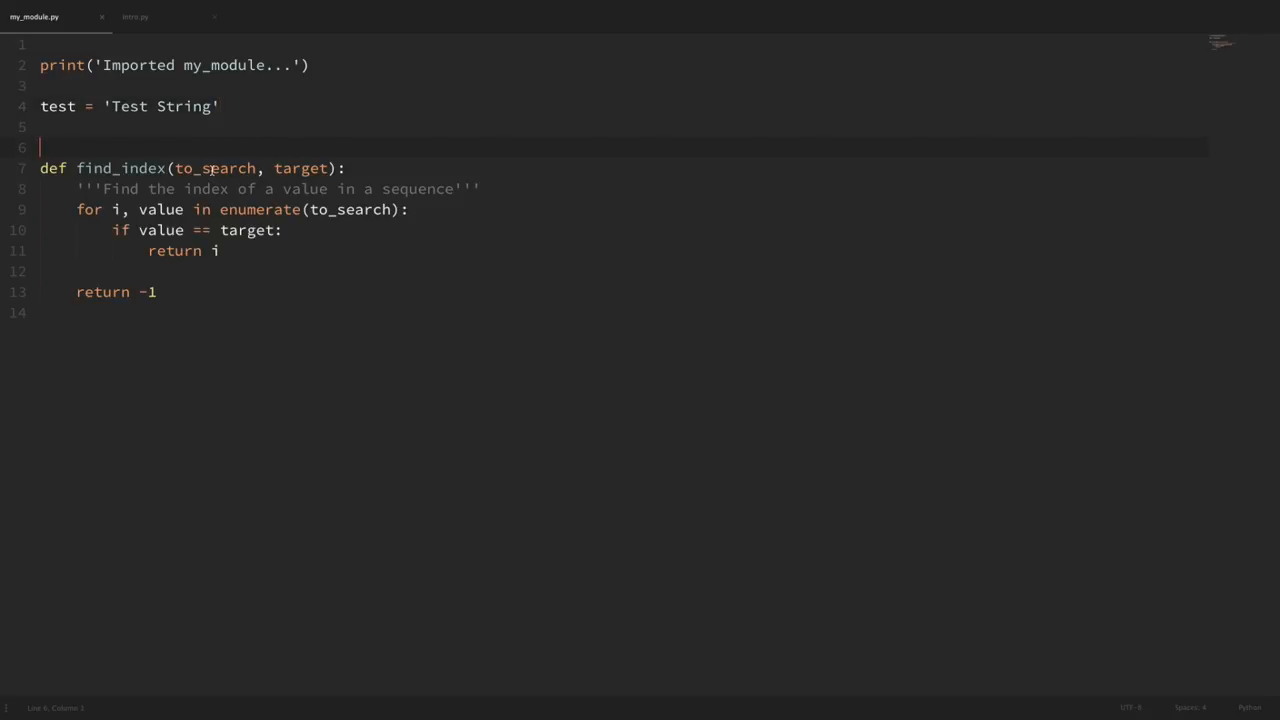 my_module.py × intro.py ×
1
2 print('Imported my_module...')
3
4 test = 'Test String'
5
6
7 def find_index(to_search, target):
8     '''Find the index of a value in a sequence'''
9     for i, value in enumerate(to_search):
10         if value == target:
11             return i
12
13     return -1
14
Line 6, Column 1 UTF-8 Spaces: 4 Python